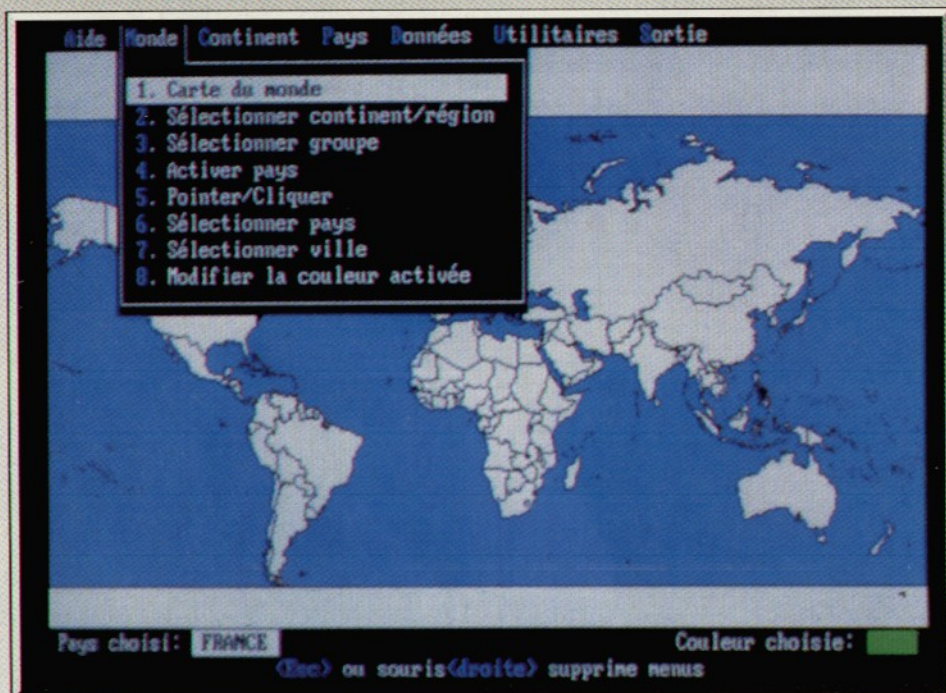 Aide Monde Continent Pays Données Utilitaires Sortie
1. Carte du monde
2. Sélectionner continent/région
3. Sélectionner groupe
4. Activer pays
5. Pointer/Cliquer
6. Sélectionner pays
7. Sélectionner ville
8. Modifier la couleur activée
Pays choisi: FRANCE Couleur choisie:
<Esc> ou souris<droite> supprime menus